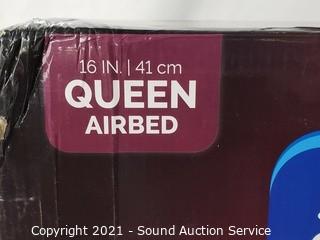 16 IN. | 41 cm
QUEEN
AIRBED
Copyright 2021 - Sound Auction Service